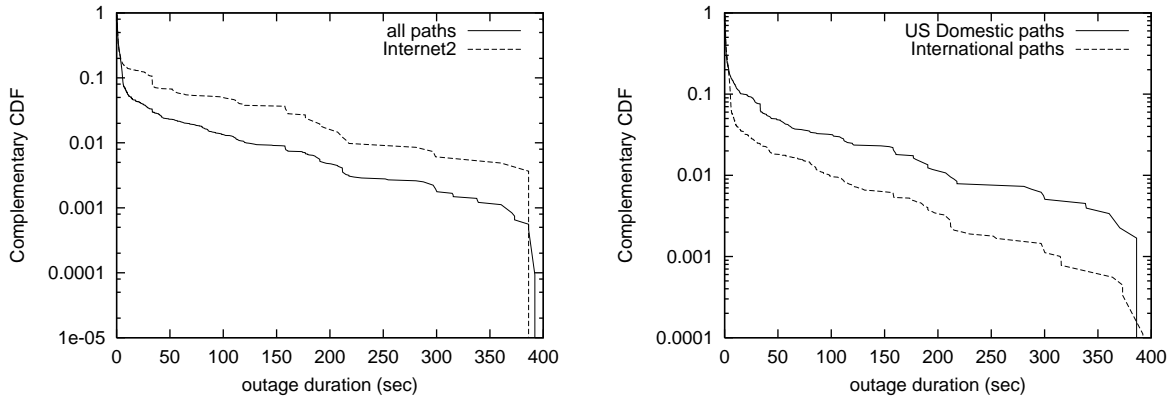 1
0.1
0.01
0.001
0.0001
1e-05
0 50 100 150 200 250 300 350 400
Complementary CDF
outage duration (sec)
all paths
Internet2
1
0.1
0.01
0.001
0.0001
0 50 100 150 200 250 300 350 400
Complementary CDF
outage duration (sec)
US Domestic paths
International paths